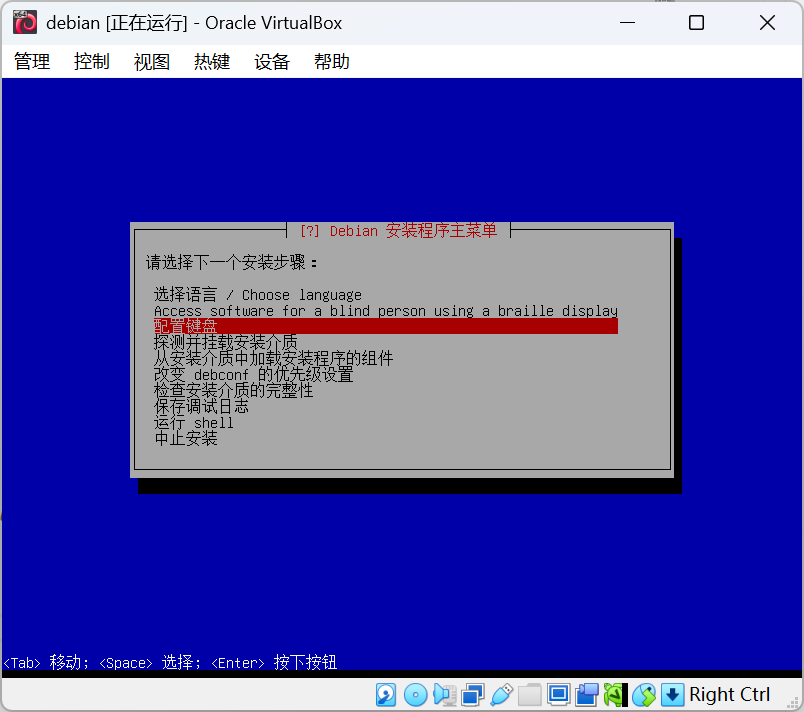 debian [正在运行] - Oracle VirtualBox
管理 控制 视图 热键 设备 帮助
[?] Debian 安装程序主菜单
请选择下一个安装步骤：
选择语言 / Choose language
Access software for a blind person using a braille display
配置键盘
探测并挂载安装介质
从安装介质中加载安装程序的组件
改变 debconf 的优先级设置
检查安装介质的完整性
保存调试日志
运行 shell
中止安装
<Tab> 移动; <Space> 选择; <Enter> 按下按钮
Right Ctrl